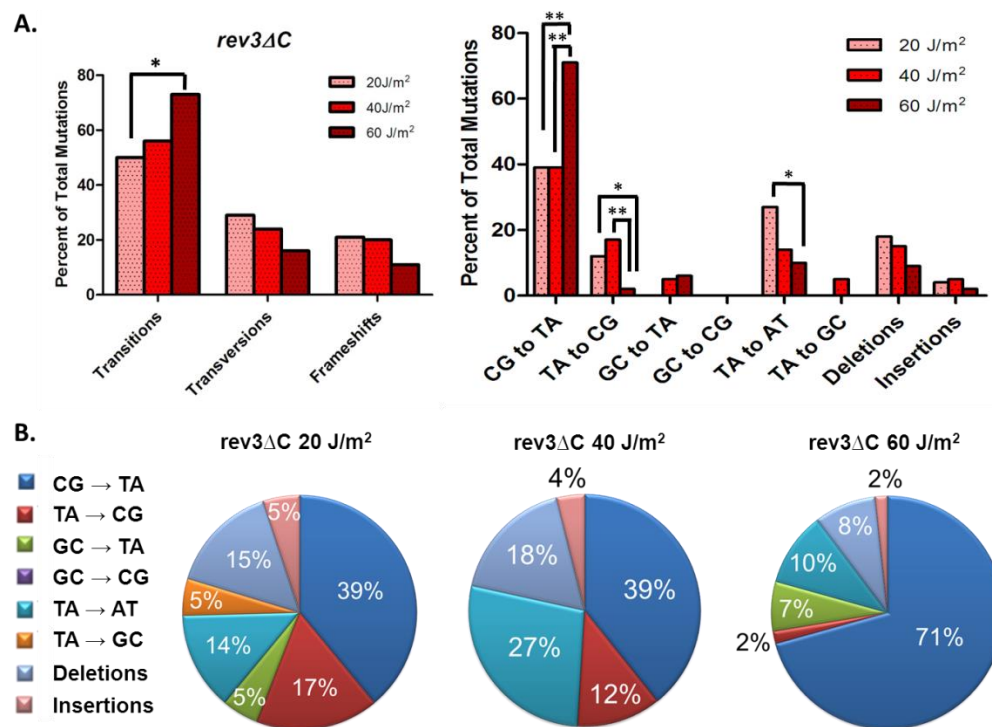 A.
rev3ΔC
Percent of Total Mutations
80
60
40
20
0
*
20J/m²
40J/m²
60 J/m²
Transitions
Transversions
Frameshifts
Percent of Total Mutations
80
60
40
20
0
**
**
*
**
*
20 J/m²
40 J/m²
60 J/m²
CG to TA
TA to CG
GC to TA
GC to CG
TA to AT
TA to GC
Deletions
Insertions
B.
CG → TA
TA → CG
GC → TA
GC → CG
TA → AT
TA → GC
Deletions
Insertions
rev3ΔC 20 J/m²
5%
15%
39%
5%
14%
5%
17%
rev3ΔC 40 J/m²
4%
18%
39%
27%
12%
rev3ΔC 60 J/m²
2%
8%
10%
7%
2%
71%